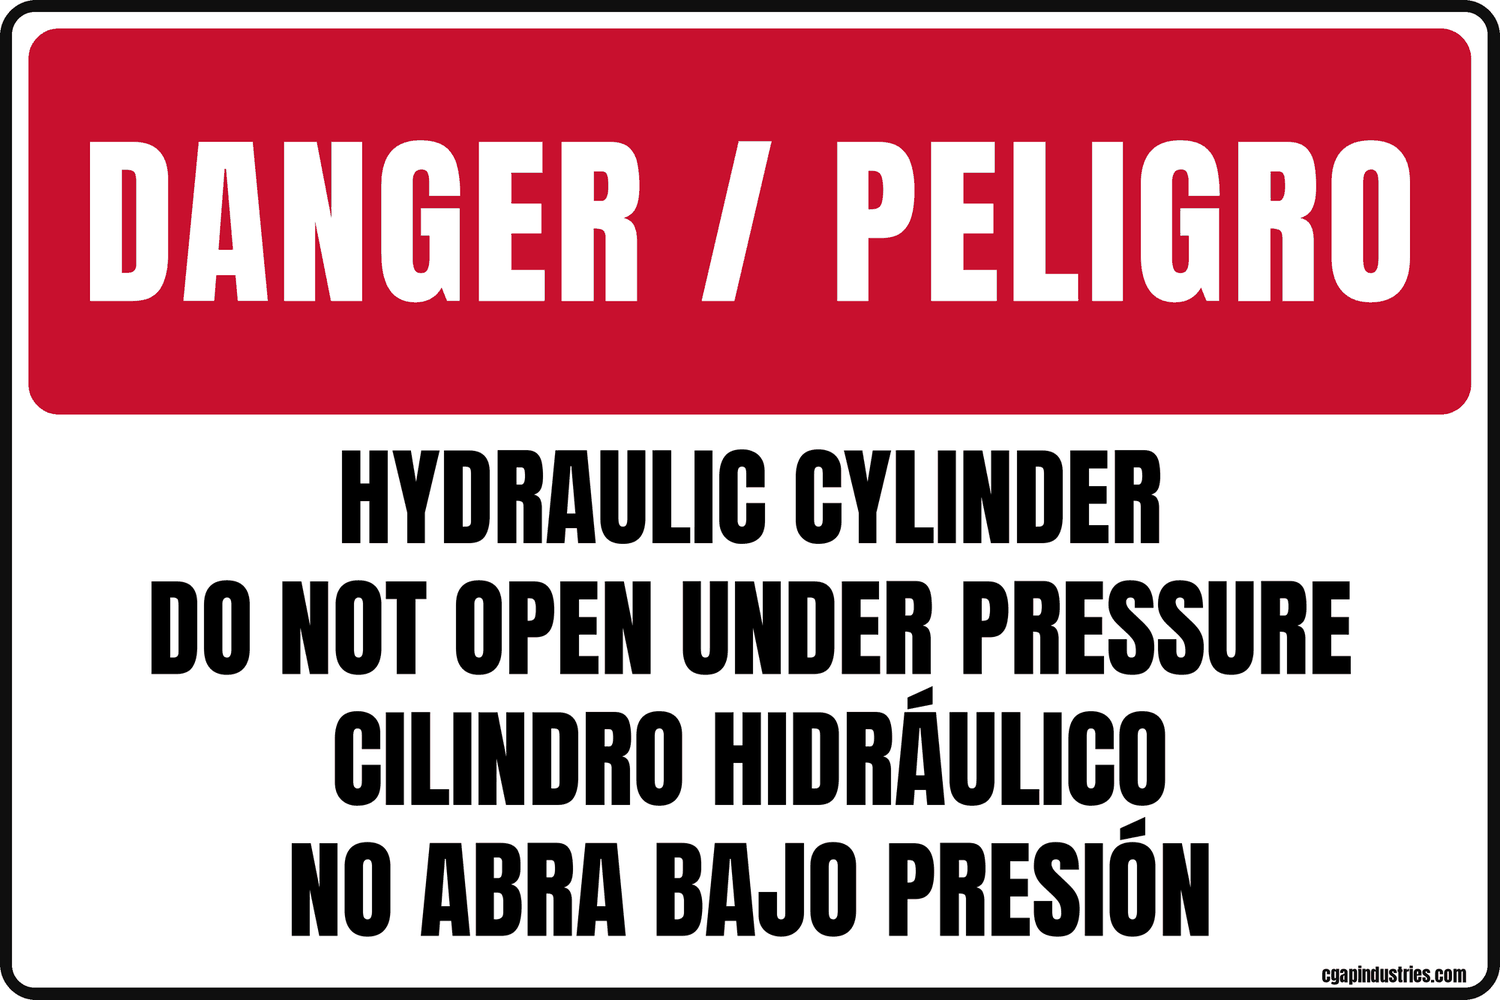 DANGER / PELIGRO
HYDRAULIC CYLINDER
DO NOT OPEN UNDER PRESSURE
CILINDRO HIDRÁULICO
NO ABRA BAJO PRESIÓN
cgapindustries.com